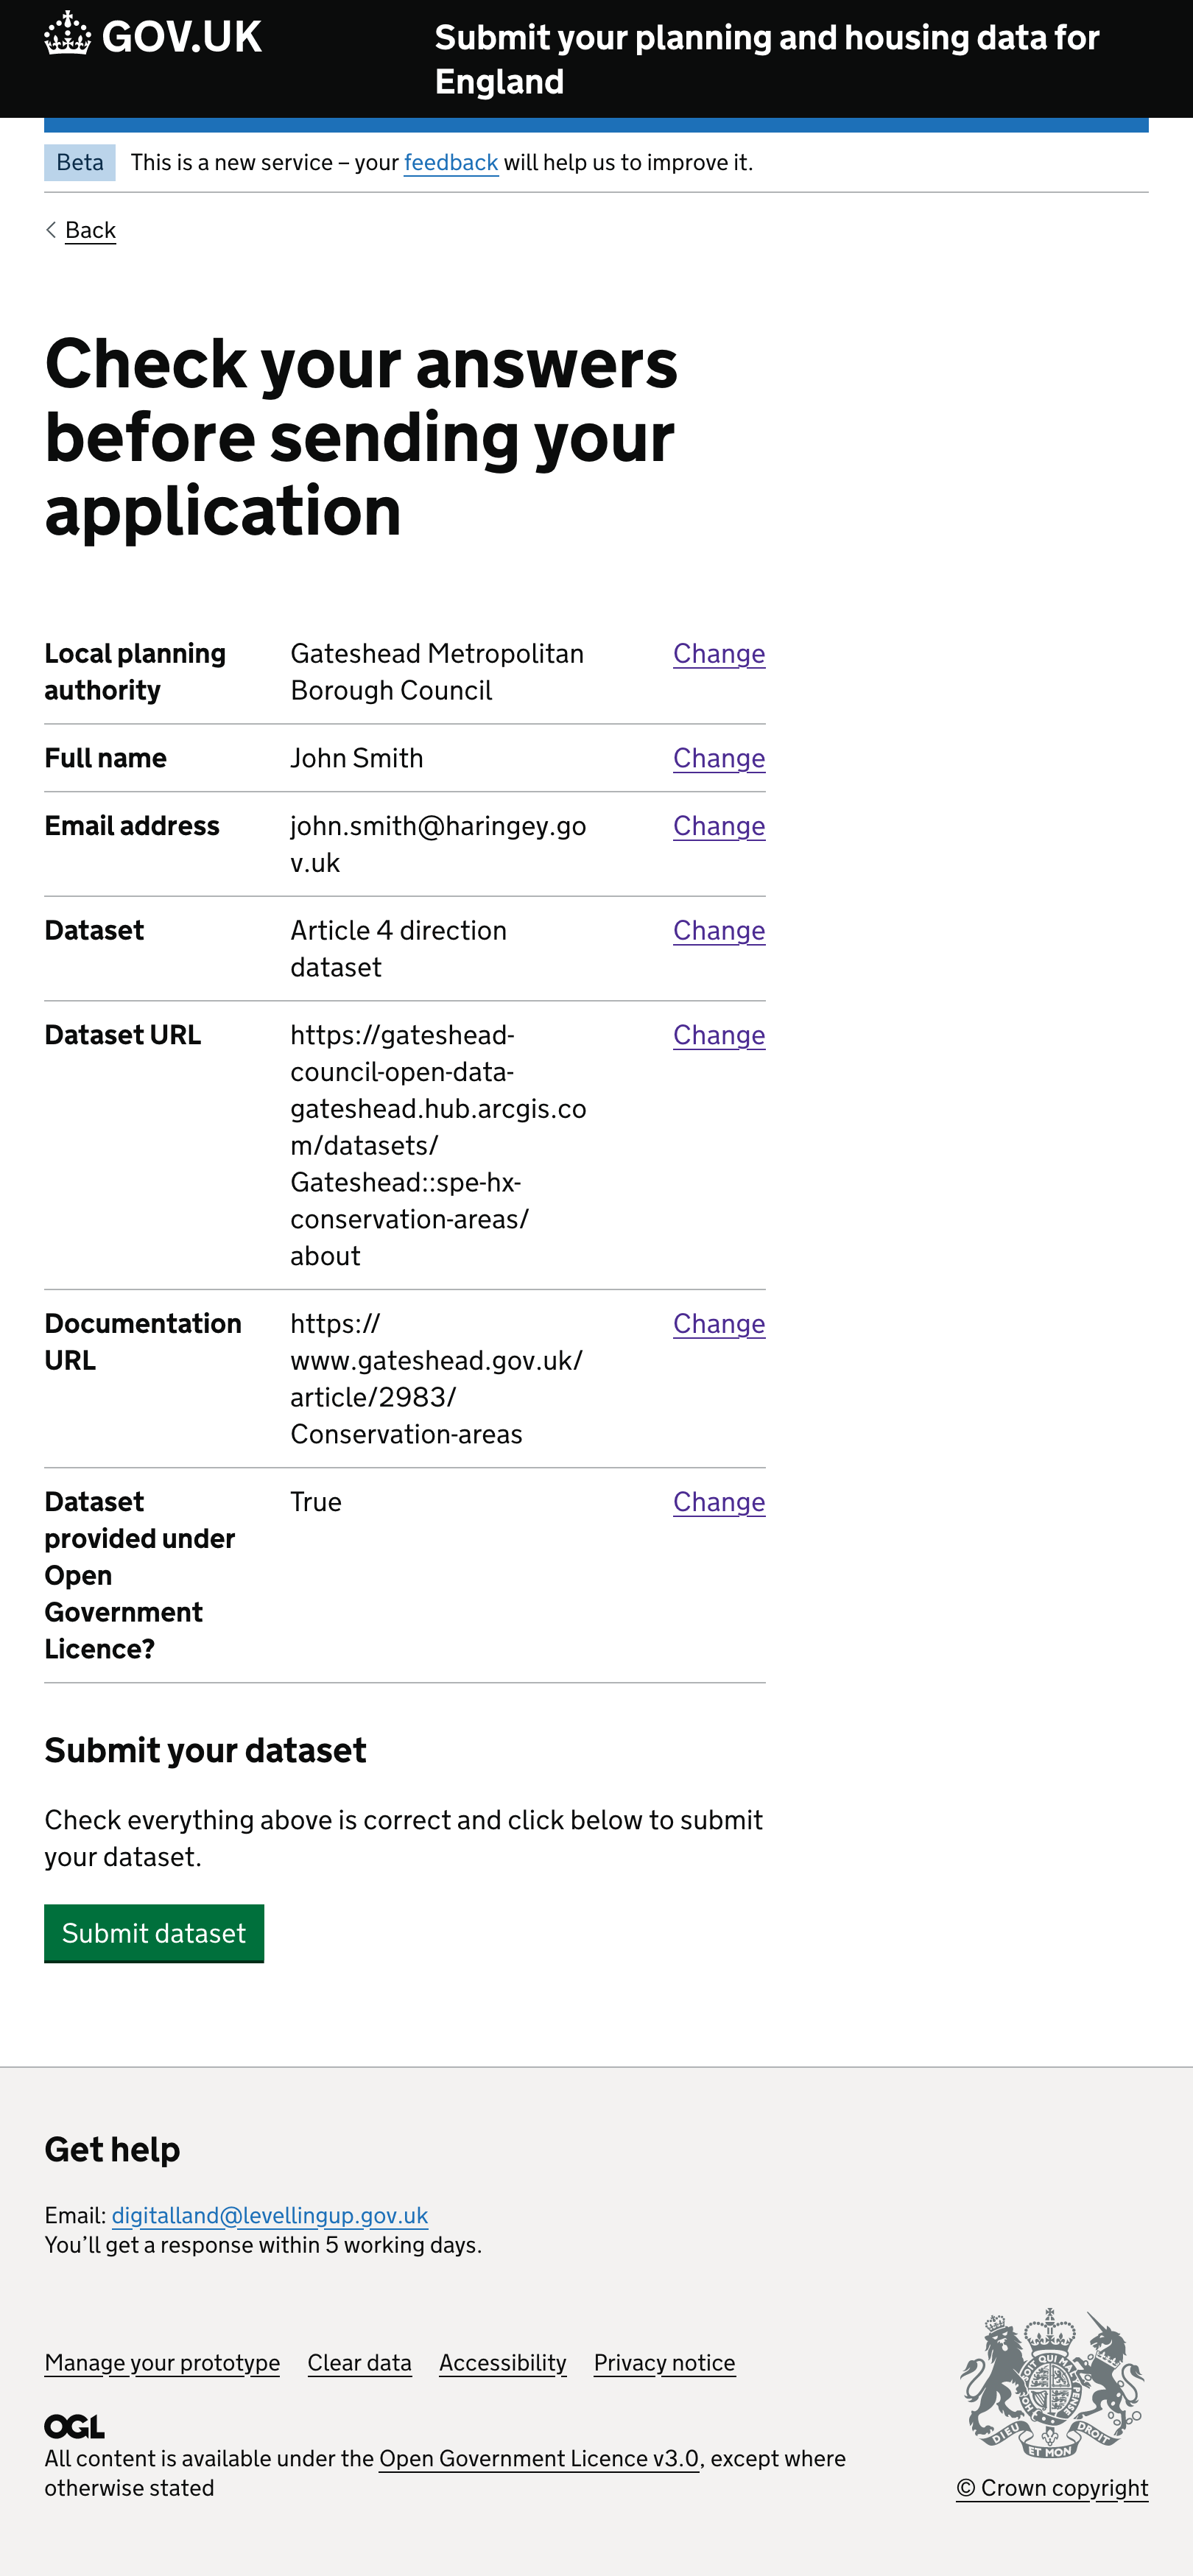 GOV.UK
Submit your planning and housing data for
England
Beta
This is a new service – your feedback will help us to improve it.
Back
Check your answers
before sending your
application
Local planning
authority
Gateshead Metropolitan
Borough Council
Change
Full name
John Smith
Change
Email address
john.smith@haringey.go
v.uk
Change
Dataset
Article 4 direction
dataset
Change
Dataset URL
https://gateshead-
council-open-data-
gateshead.hub.arcgis.co
m/datasets/
Gateshead::spe-hx-
conservation-areas/
about
Change
Documentation
URL
https://
www.gateshead.gov.uk/
article/2983/
Conservation-areas
Change
Dataset
provided under
Open
Government
Licence?
True
Change
Submit your dataset
Check everything above is correct and click below to submit
your dataset.
Submit dataset
Get help
Email: digitalland@levellingup.gov.uk
You’ll get a response within 5 working days.
Manage your prototype
Clear data
Accessibility
Privacy notice
OGL
All content is available under the Open Government Licence v3.0, except where
otherwise stated
DIEU
ET MON
DROIT
© Crown copyright